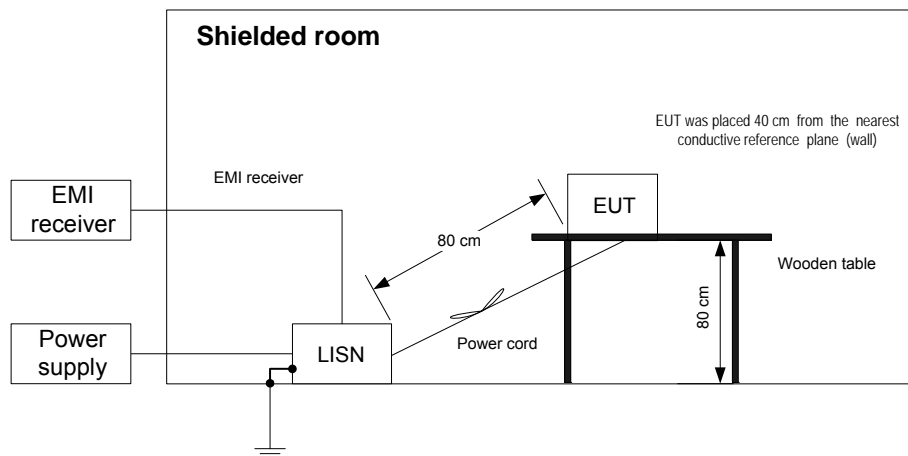 Shielded room
EUT was placed 40 cm from the nearest
conductive reference plane (wall)
EMI receiver
EMI
receiver
EUT
80 cm
Wooden table
80 cm
Power cord
Power
supply
LISN